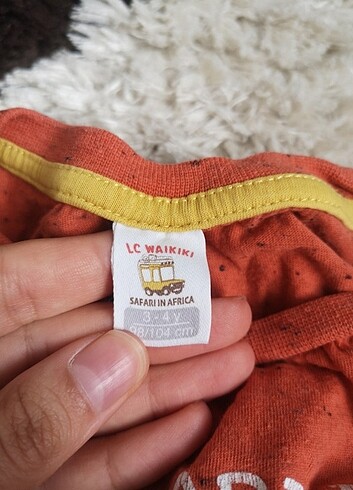 LC WAIKIKI
SAFARI IN AFRICA
3 - 4 Y
98/104 cm